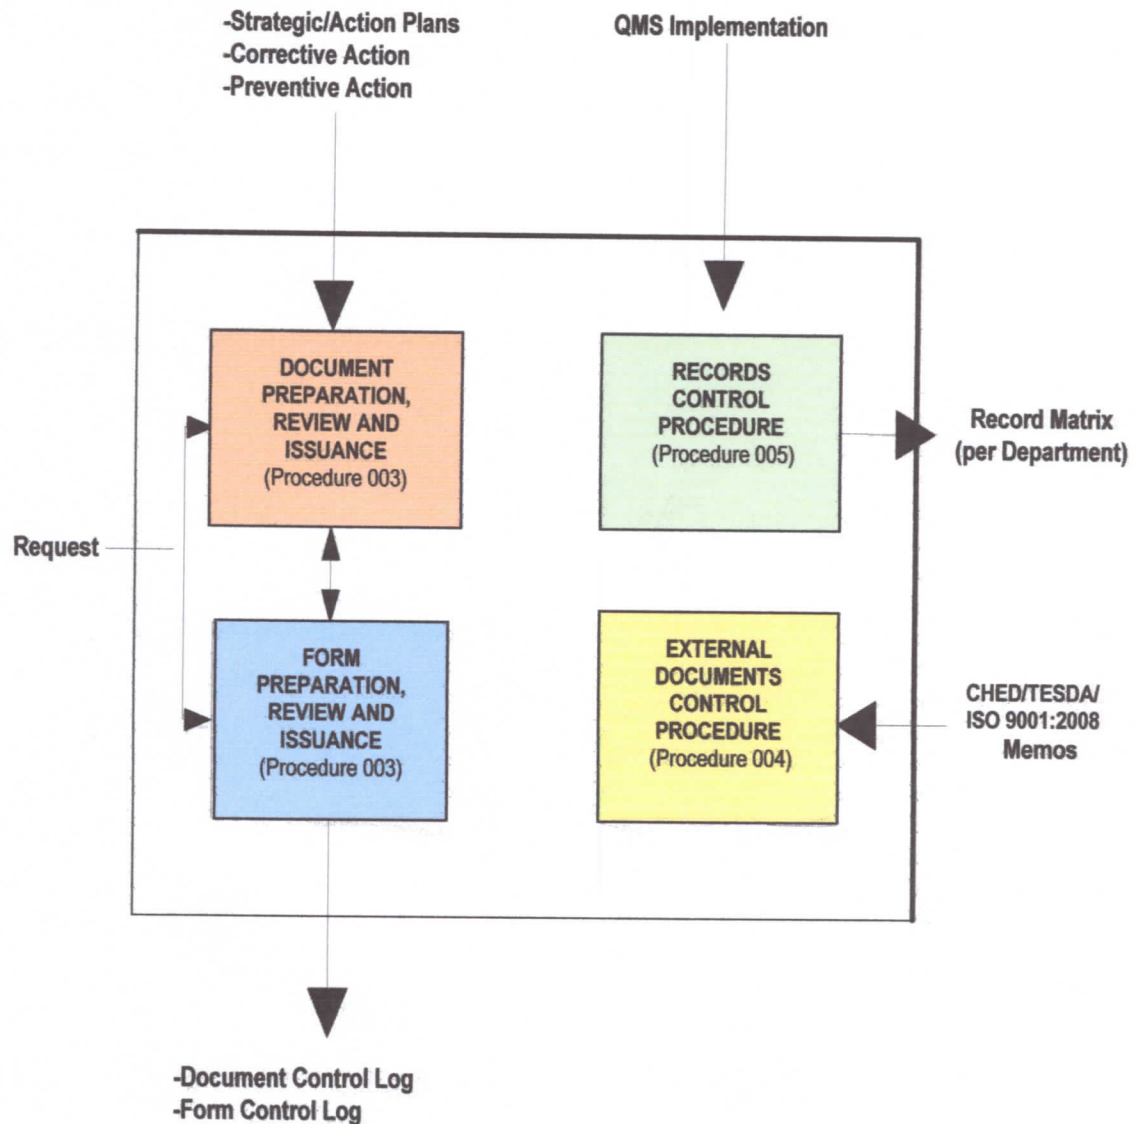 -Strategic/Action Plans
-Corrective Action
-Preventive Action
QMS Implementation
DOCUMENT
PREPARATION,
REVIEW AND
ISSUANCE
(Procedure 003)
RECORDS
CONTROL
PROCEDURE
(Procedure 005)
Record Matrix
(per Department)
Request
FORM
PREPARATION,
REVIEW AND
ISSUANCE
(Procedure 003)
EXTERNAL
DOCUMENTS
CONTROL
PROCEDURE
(Procedure 004)
CHED/TESDA/
ISO 9001:2008
Memos
-Document Control Log
-Form Control Log